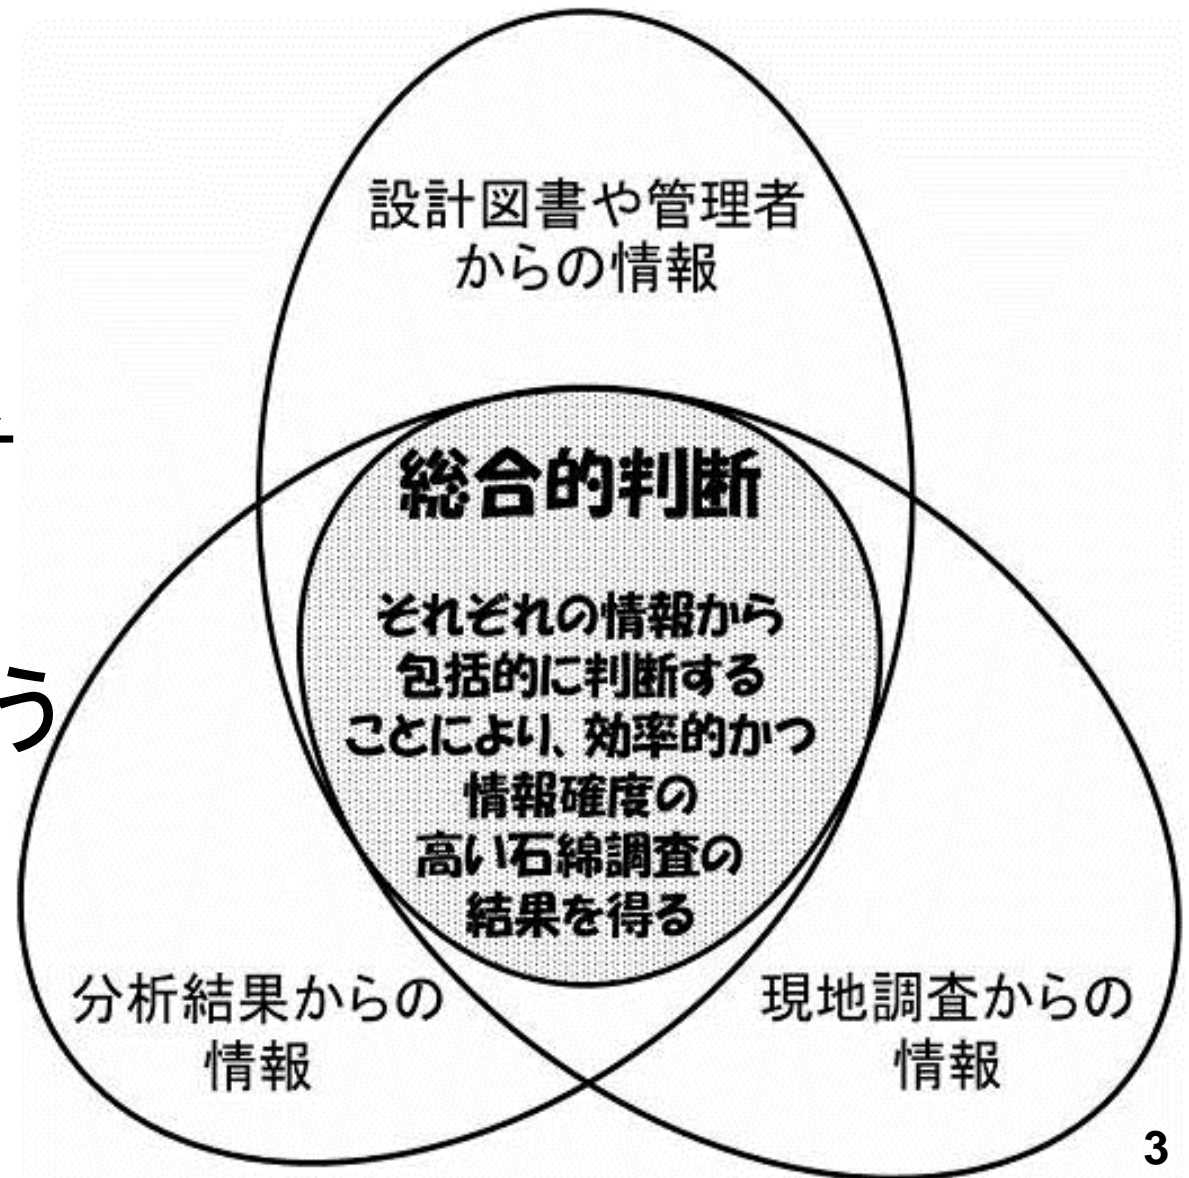 設計図書や管理者
からの情報
総合的判断
それぞれの情報から
包括的に判断する
ことにより、効率的かつ
情報確度の
高い石綿調査の
結果を得る
う
分析結果からの
情報
現地調査からの
情報
3